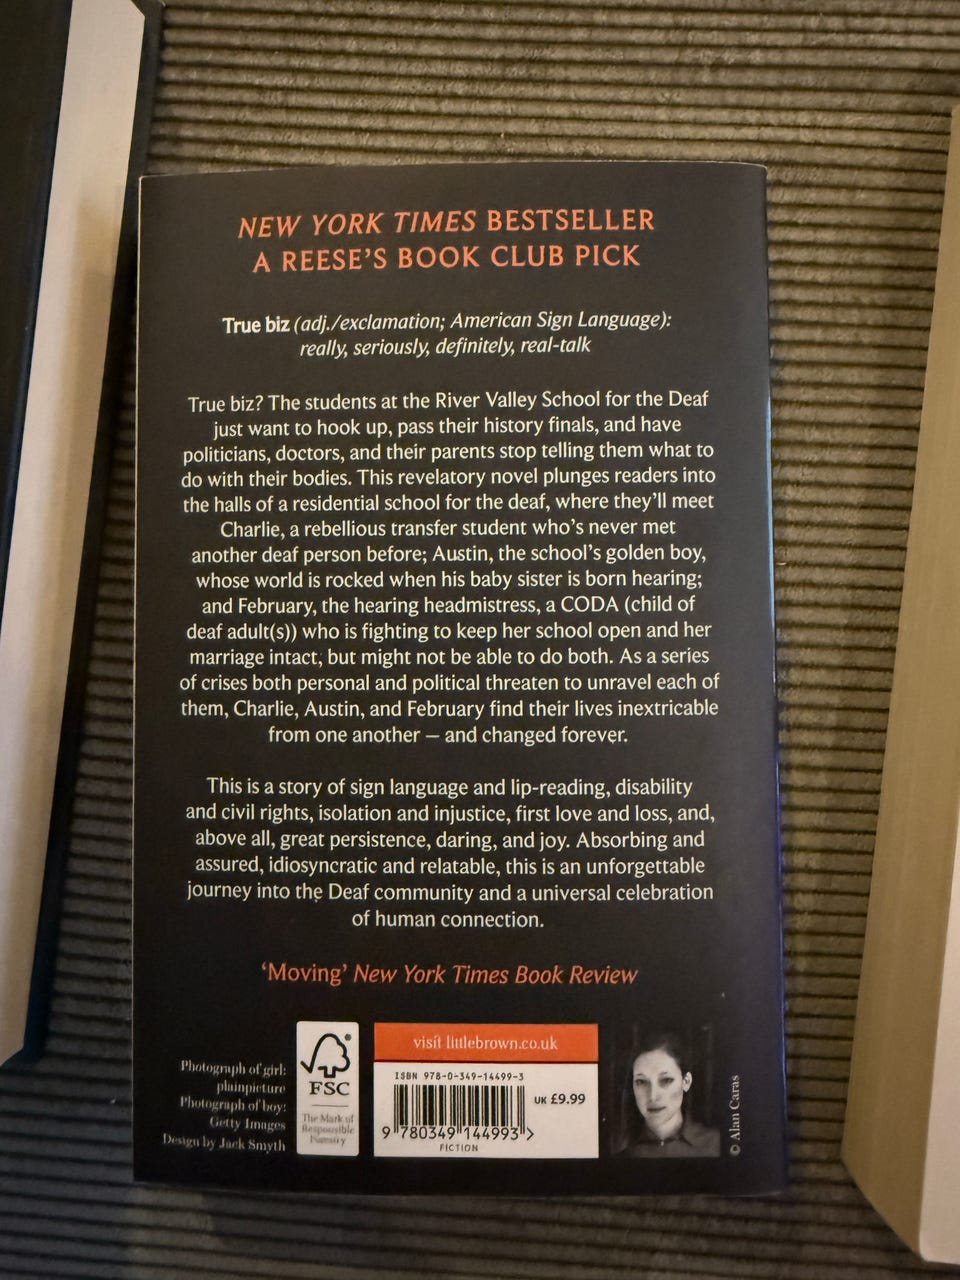 NEW YORK TIMES BESTSELLER
A REESE'S BOOK CLUB PICK
True biz (adj./exclamation; American Sign Language):
really, seriously, definitely, real-talk
True biz? The students at the River Valley School for the Deaf
just want to hook up, pass their history finals, and have
politicians, doctors, and their parents stop telling them what to
do with their bodies. This revelatory novel plunges readers into
the halls of a residential school for the deaf, where they'll meet
Charlie, a rebellious transfer student who's never met
another deaf person before; Austin, the school's golden boy,
whose world is rocked when his baby sister is born hearing;
and February, the hearing headmistress, a CODA (child of
deaf adult(s)) who is fighting to keep her school open and her
marriage intact, but might not be able to do both. As a series
of crises both personal and political threaten to unravel each of
them, Charlie, Austin, and February find their lives inextricable
from one another – and changed forever.
This is a story of sign language and lip-reading, disability
and civil rights, isolation and injustice, first love and loss, and,
above all, great persistence, daring, and joy. Absorbing and
assured, idiosyncratic and relatable, this is an unforgettable
journey into the Deaf community and a universal celebration
of human connection.
'Moving' New York Times Book Review
Photograph of girl:
plainpicture
Photograph of boy:
Getty Images
Design by Jack Smyth
FSC
The Mark of
Responsible
Forestry
visit littlebrown.co.uk
ISBN 978-0-349-14499-3
UK £9.99
9 780349 144993 >
FICTION
© Alan Caras